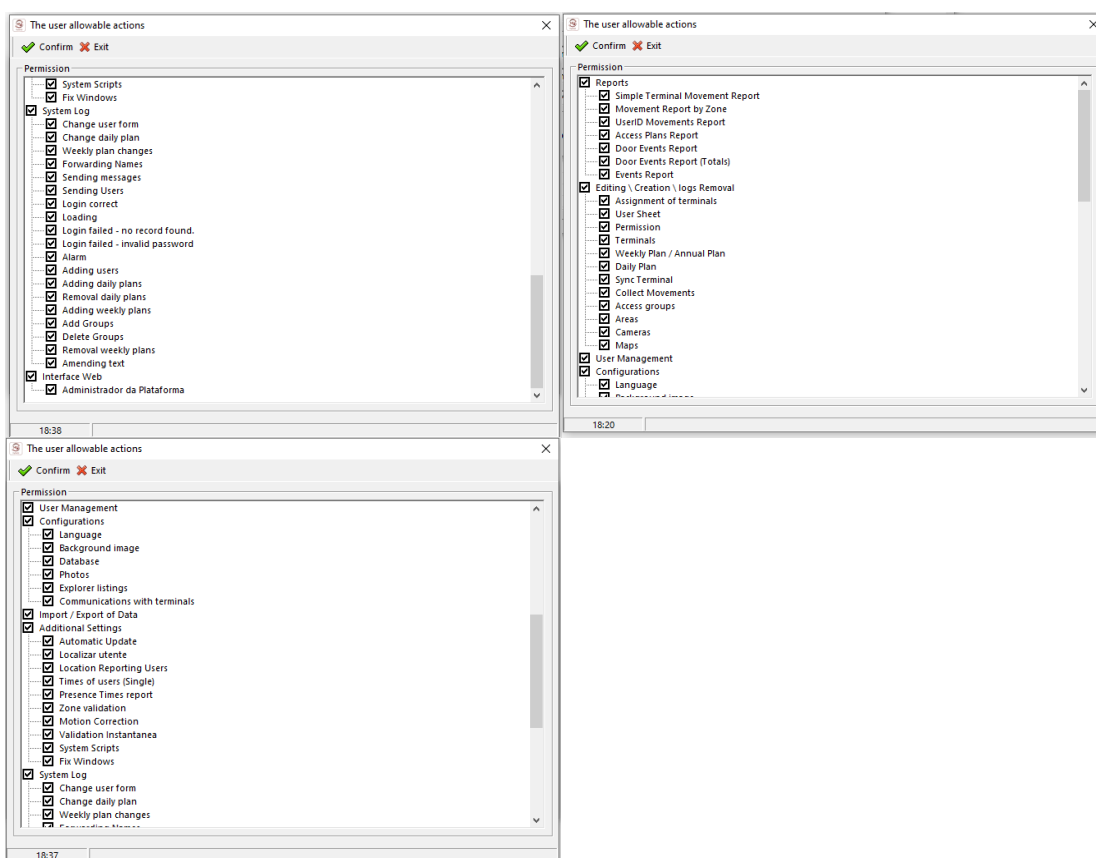 The user allowable actions
Confirm Exit
Permission
System Scripts
Fix Windows
System Log
Change user form
Change daily plan
Weekly plan changes
Forwarding Names
Sending messages
Sending Users
Login correct
Loading
Login failed - no record found.
Login failed - invalid password
Alarm
Adding users
Adding daily plans
Removal daily plans
Adding weekly plans
Add Groups
Delete Groups
Removal weekly plans
Amending text
Interface Web
Administrador da Plataforma
18:38
The user allowable actions
Confirm Exit
Permission
Reports
Simple Terminal Movement Report
Movement Report by Zone
UserID Movements Report
Access Plans Report
Door Events Report
Door Events Report (Totals)
Events Report
Editing \ Creation \ logs Removal
Assignment of terminals
User Sheet
Permission
Terminals
Weekly Plan / Annual Plan
Daily Plan
Sync Terminal
Collect Movements
Access groups
Areas
Cameras
Maps
User Management
Configurations
Language
Background image
18:20
The user allowable actions
Confirm Exit
Permission
User Management
Configurations
Language
Background image
Database
Photos
Explorer listings
Communications with terminals
Import / Export of Data
Additional Settings
Automatic Update
Localizar utente
Location Reporting Users
Times of users (Single)
Presence Times report
Zone validation
Motion Correction
Validation Instantanea
System Scripts
Fix Windows
System Log
Change user form
Change daily plan
Weekly plan changes
Forwarding Names
18:37